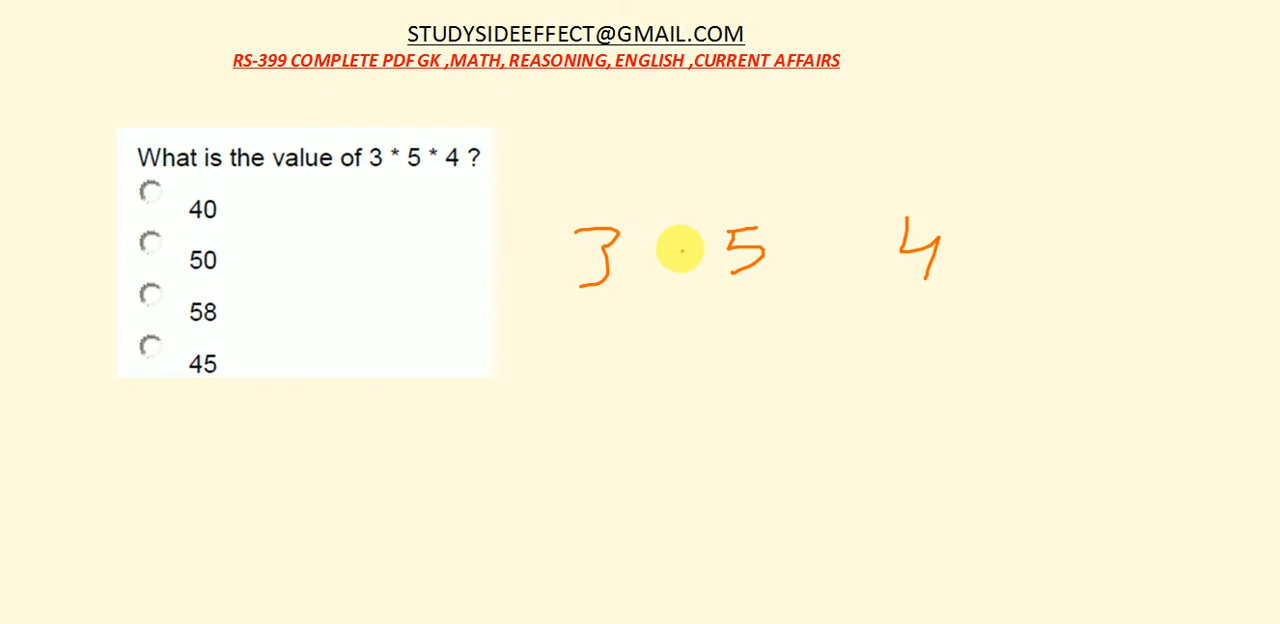 STUDYSIDEEFFECT@GMAIL.COM
RS-399 COMPLETE PDF GK ,MATH, REASONING, ENGLISH ,CURRENT AFFAIRS
What is the value of 3 * 5 * 4 ?
40
50
58
45
3 5 4